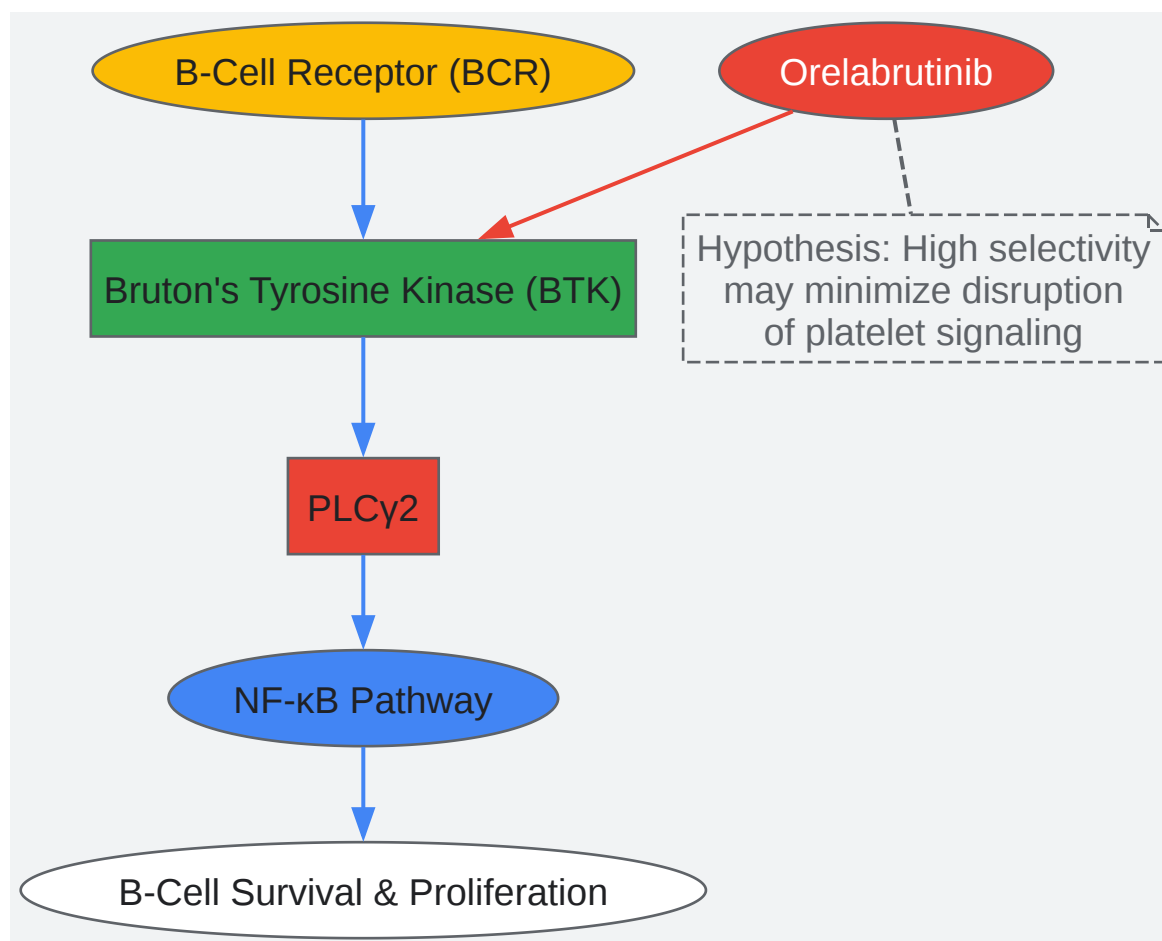 B-Cell Receptor (BCR)
Orelabrutinib
Bruton's Tyrosine Kinase (BTK)
Hypothesis: High selectivity
may minimize disruption
of platelet signaling
PLCγ2
NF-κB Pathway
B-Cell Survival & Proliferation